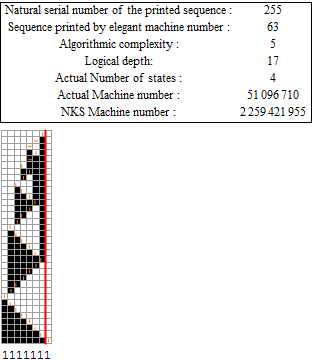 Natural serial number of the printed sequence : 255
Sequence printed by elegant machine number : 63
Algorithmic complexity : 5
Logical depth: 17
Actual Number of states : 4
Actual Machine number : 51 096 710
NKS Machine number : 2 259 421 955
1111111